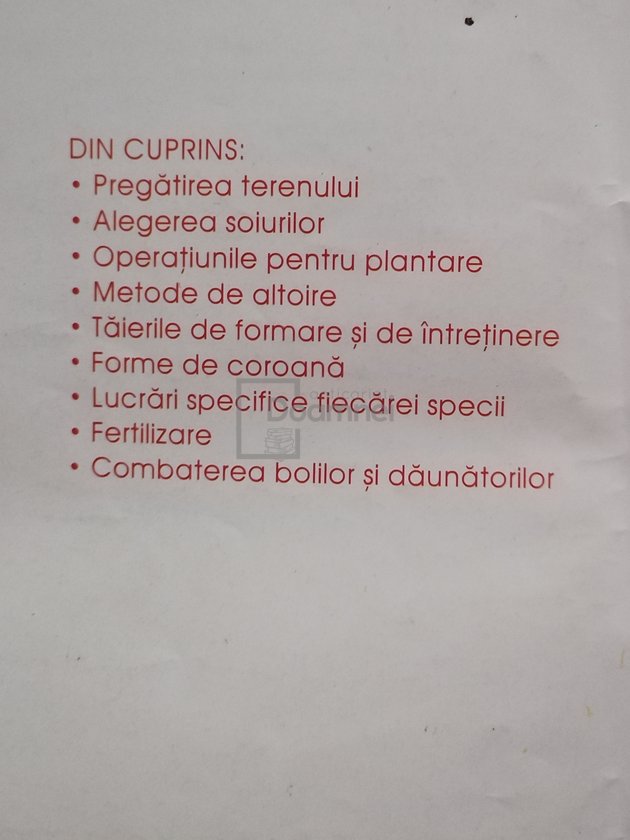 DIN CUPRINS:
• Pregătirea terenului
• Alegerea soiurilor
• Operațiunile pentru plantare
• Metode de altoire
• Tăierile de formare și de întreținere
• Forme de coroană
• Lucrări specifice fiecărei specii
• Fertilizare
• Combaterea bolilor și dăunătorilor